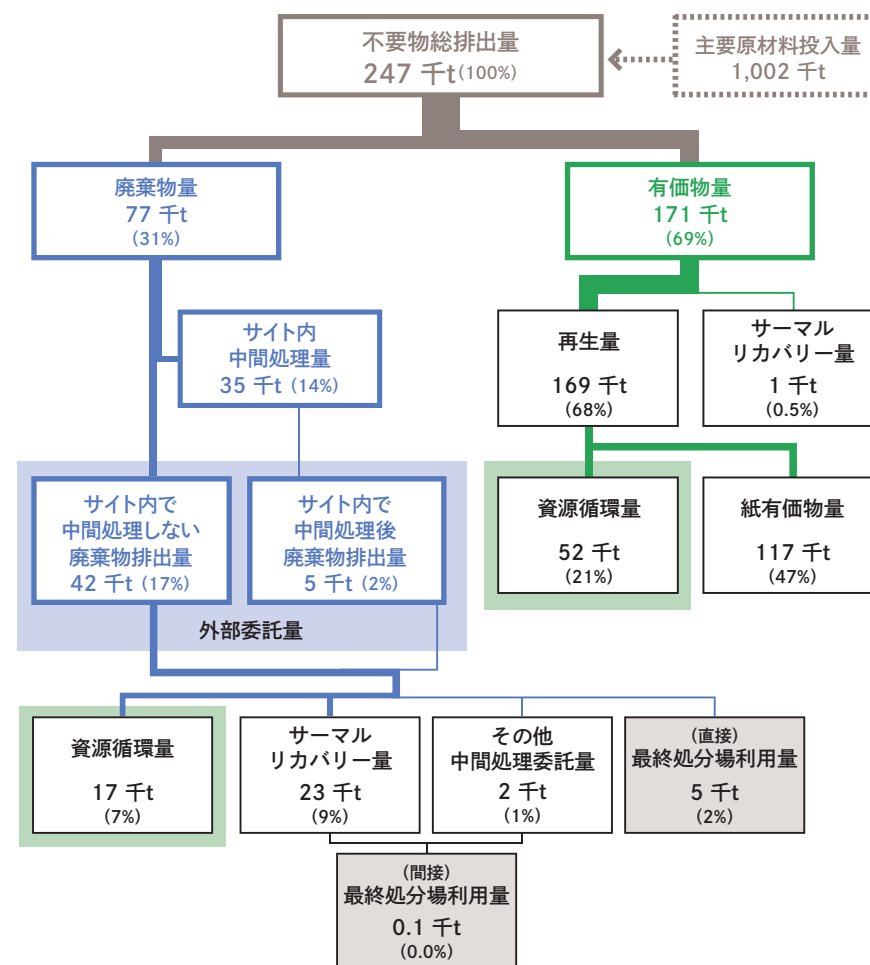 不要物総排出量
247 千t(100%)
主要原材料投入量
1,002 千t
廃棄物量
77 千t
(31%)
有価物量
171 千t
(69%)
サイト内
中間処理量
35 千t (14%)
再生量
169 千t
(68%)
サーマル
リカバリー量
1 千t
(0.5%)
サイト内で
中間処理しない
廃棄物排出量
42 千t (17%)
サイト内で
中間処理後
廃棄物排出量
5 千t (2%)
外部委託量
資源循環量
52 千t
(21%)
紙有価物量
117 千t
(47%)
資源循環量
17 千t
(7%)
サーマル
リカバリー量
23 千t
(9%)
その他
中間処理委託量
2 千t
(1%)
(直接)
最終処分場利用量
5 千t
(2%)
(間接)
最終処分場利用量
0.1 千t
(0.0%)